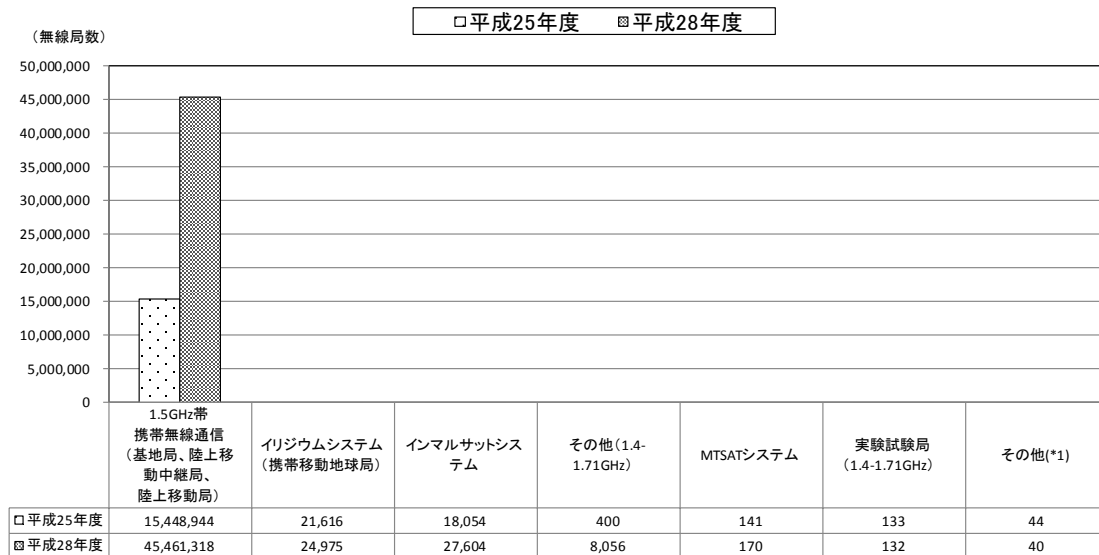 □平成25年度 ▩平成28年度
（無線局数）
50,000,000
45,000,000
40,000,000
35,000,000
30,000,000
25,000,000
20,000,000
15,000,000
10,000,000
5,000,000
0
1.5GHz帯
携帯無線通信
（基地局、陸上移
動中継局、
陸上移動局）
イリジウムシステム
（携帯移動地球局）
インマルサットシス
テム
その他（1.4-
1.71GHz）
MTSATシステム
実験試験局
（1.4-1.71GHz）
その他(*1)
□平成25年度 15,448,944 21,616 18,054 400 141 133 44
▩平成28年度 45,461,318 24,975 27,604 8,056 170 132 40